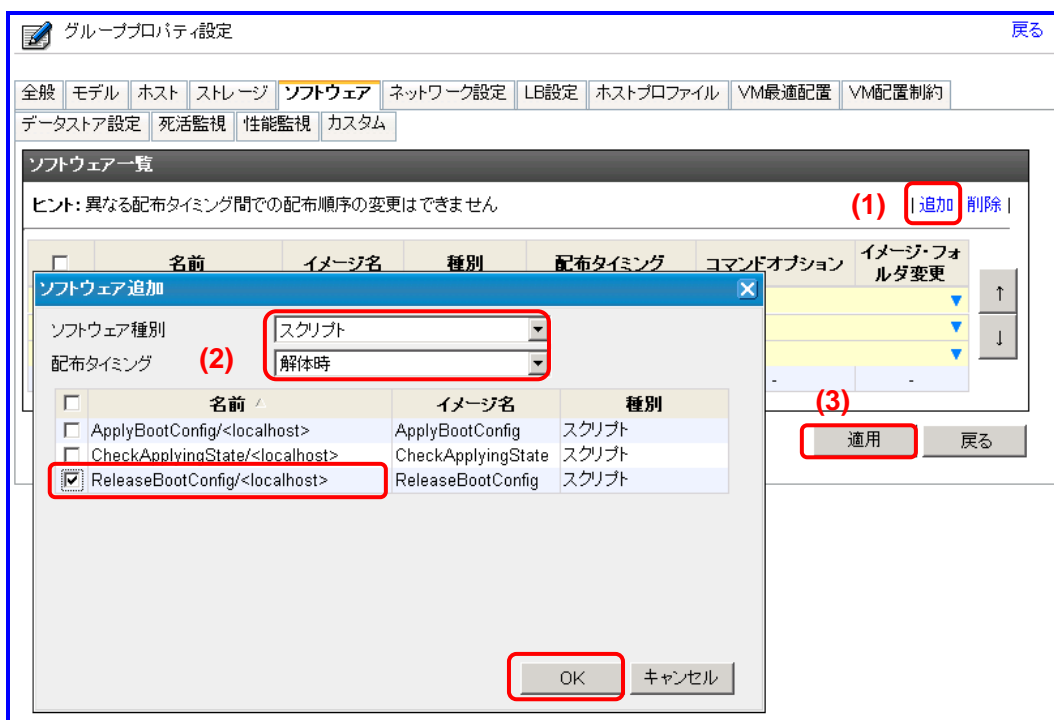 グループプロパティ設定 戻る
全般 モデル ホスト ストレージ ソフトウェア ネットワーク設定 LB設定 ホストプロファイル VM最適配置 VM配置制約
データストア設定 死活監視 性能監視 カスタム
ソフトウェア一覧
ヒント: 異なる配布タイミング間での配布順序の変更はできません (1) | 追加 | 削除 |
名前 イメージ名 種別 配布タイミング コマンドオプション イメージ・フォルダ変更
↑
↓
- -
ソフトウェア追加
ソフトウェア種別 スクリプト
配布タイミング (2) 解体時
名前 イメージ名 種別
ApplyBootConfig/<localhost> ApplyBootConfig スクリプト
CheckApplyingState/<localhost> CheckApplyingState スクリプト
ReleaseBootConfig/<localhost> ReleaseBootConfig スクリプト
OK キャンセル
(3)
適用 戻る